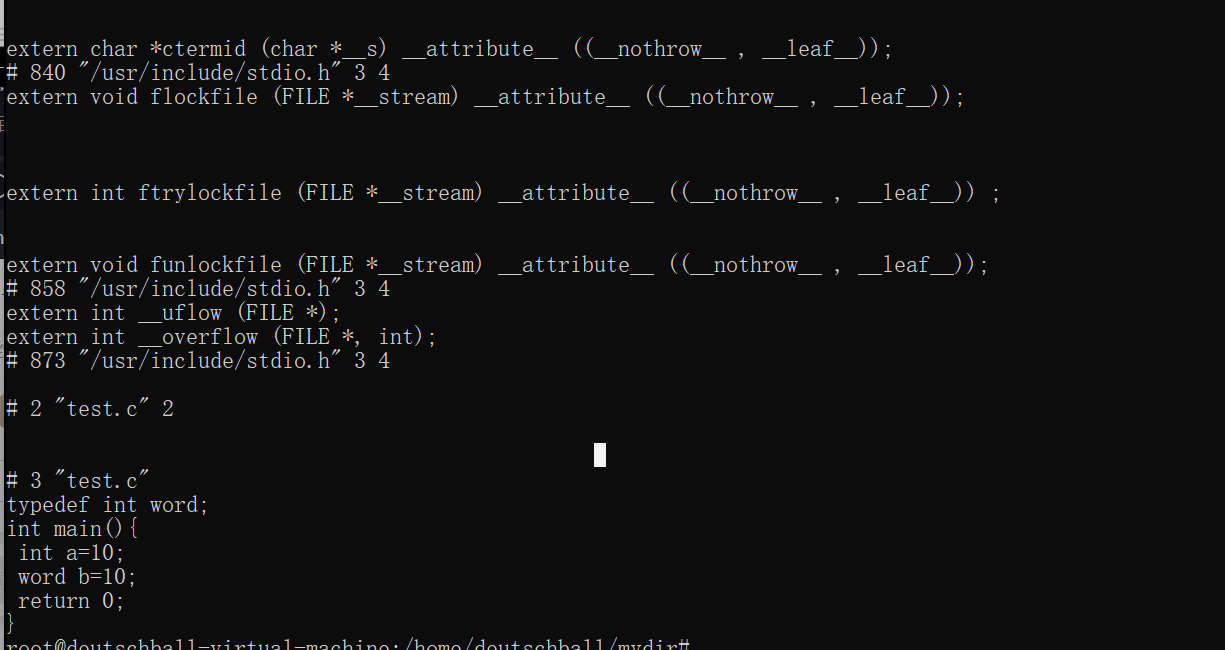 extern char *ctermid (char *__s) __attribute__ ((__nothrow__ , __leaf__));
# 840 "/usr/include/stdio.h" 3 4
extern void flockfile (FILE *__stream) __attribute__ ((__nothrow__ , __leaf__));
extern int ftrylockfile (FILE *__stream) __attribute__ ((__nothrow__ , __leaf__)) ;
extern void funlockfile (FILE *__stream) __attribute__ ((__nothrow__ , __leaf__));
# 858 "/usr/include/stdio.h" 3 4
extern int __uflow (FILE *);
extern int __overflow (FILE *, int);
# 873 "/usr/include/stdio.h" 3 4
# 2 "test.c" 2
# 3 "test.c"
typedef int word;
int main(){
 int a=10;
 word b=10;
 return 0;
}
root@deutschball-virtual-machine:/home/deutschball/mydir#